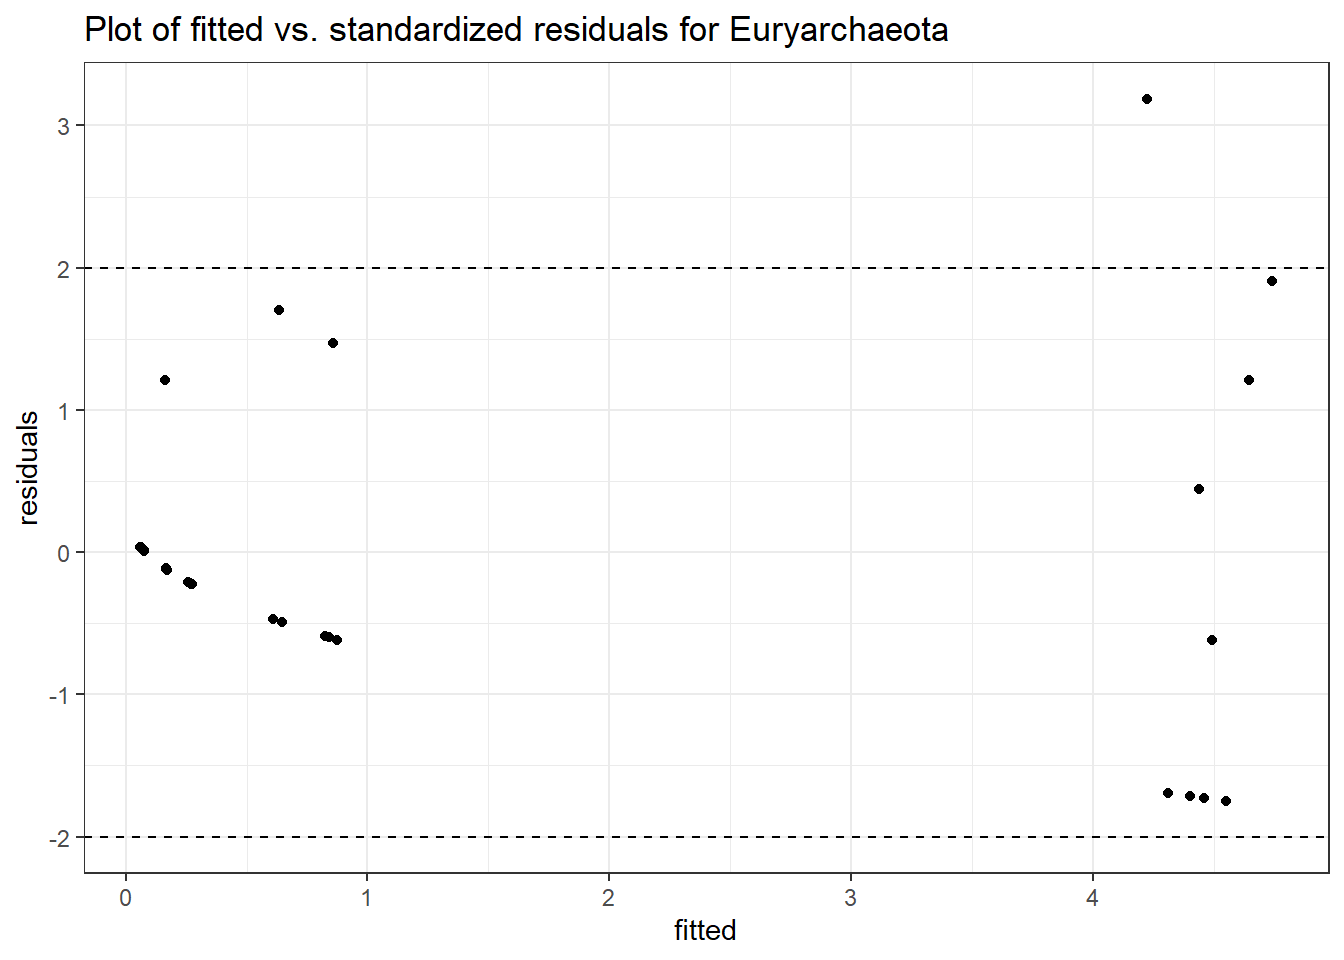 Plot of fitted vs. standardized residuals for Euryarchaeota
3
2
1
0
-1
-2
residuals
0 1 2 3 4
fitted